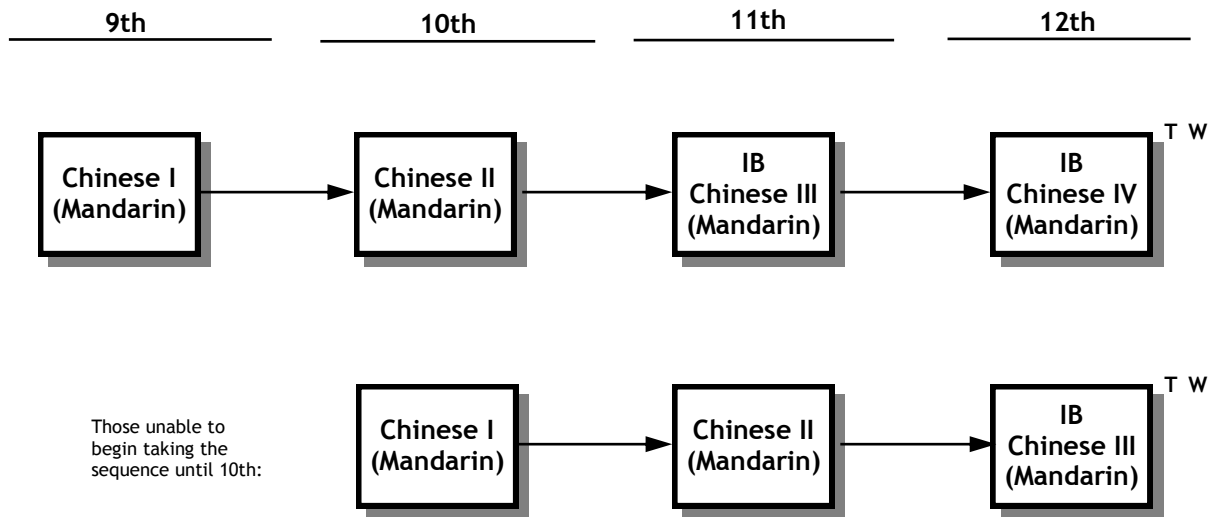 9th 10th 11th 12th
T W
Chinese I
(Mandarin)
Chinese II
(Mandarin)
IB
Chinese III
(Mandarin)
IB
Chinese IV
(Mandarin)
T W
Those unable to
begin taking the
sequence until 10th:
Chinese I
(Mandarin)
Chinese II
(Mandarin)
IB
Chinese III
(Mandarin)